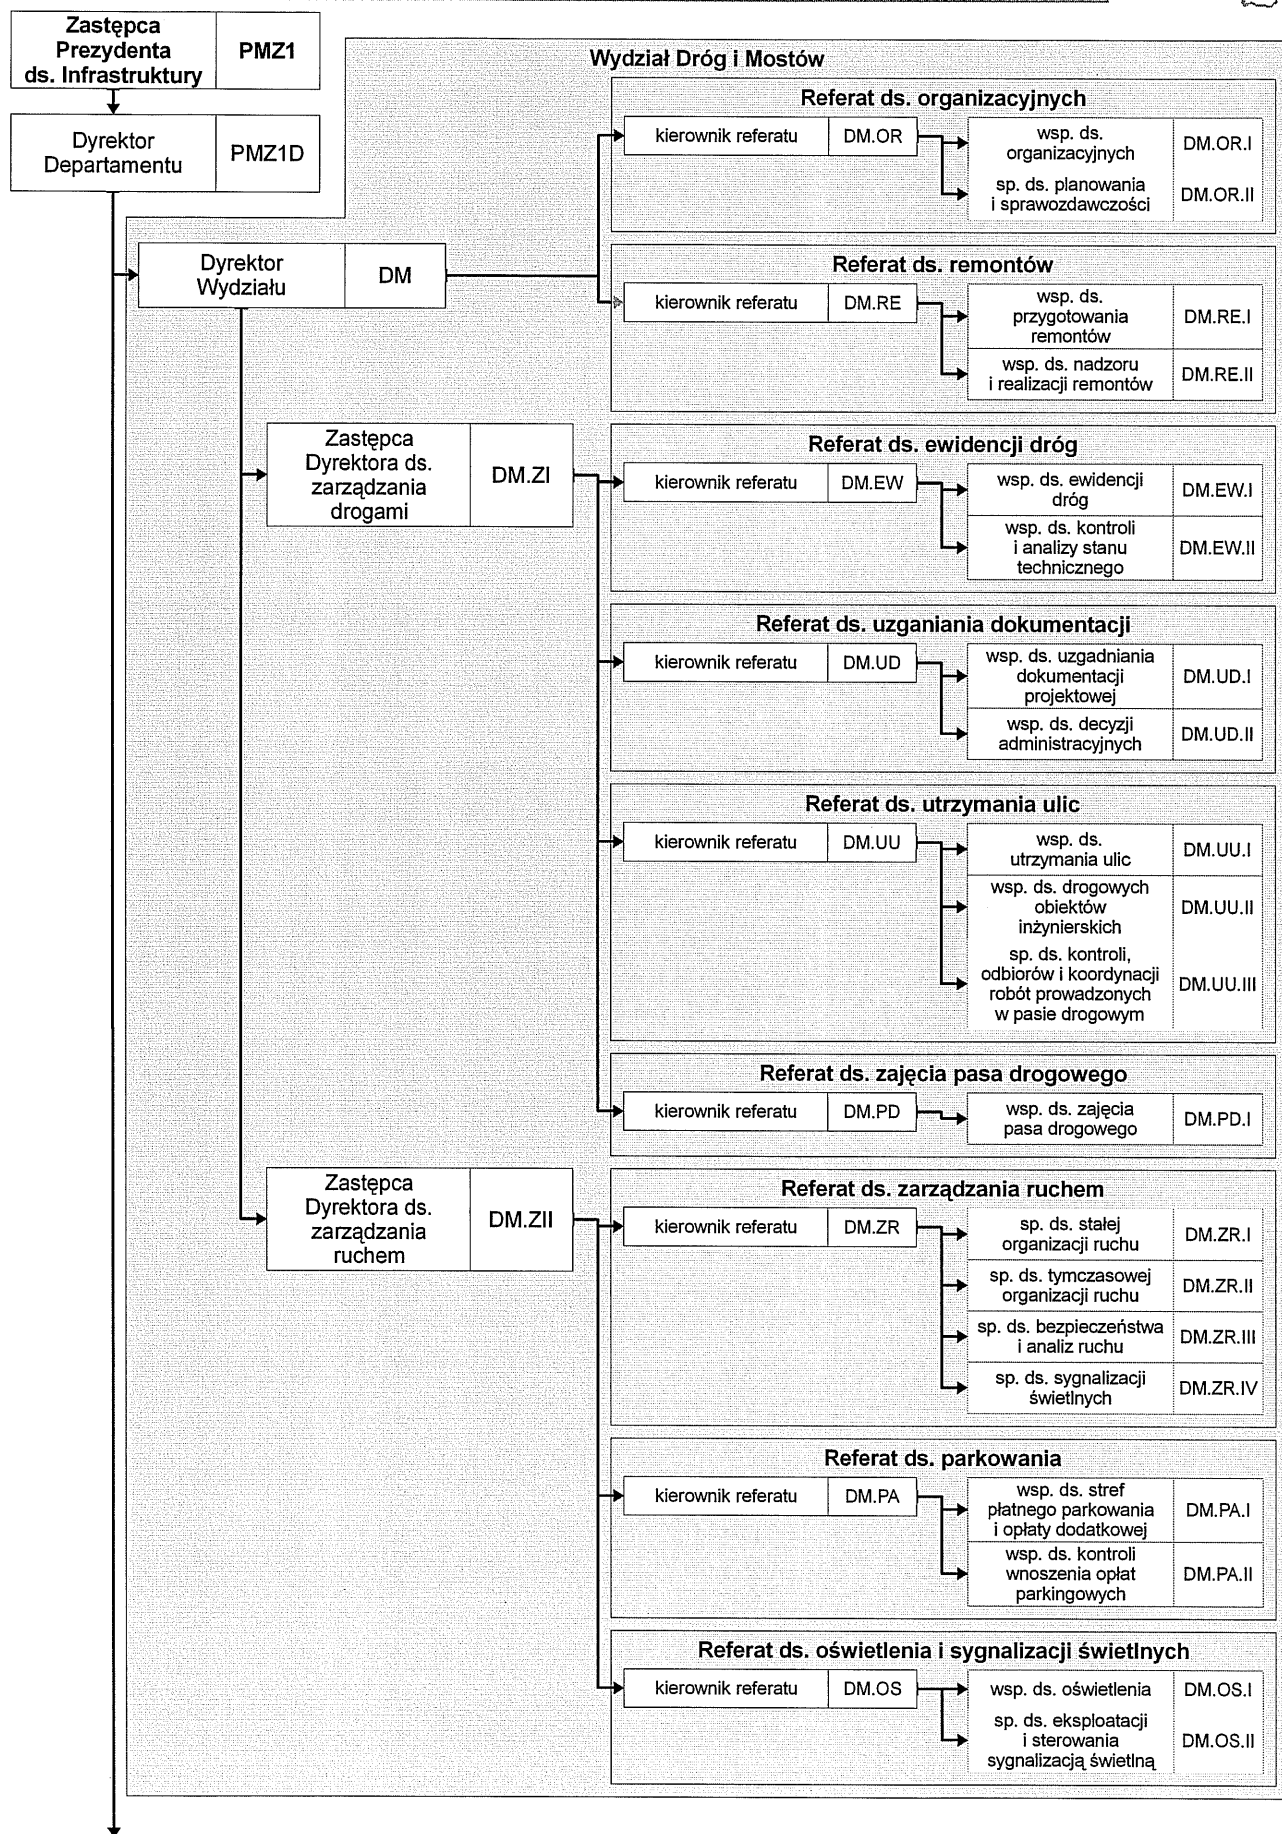 Zastępca
Prezydenta
ds. Infrastruktury
PMZ1
Dyrektor
Departamentu
PMZ1D
Wydział Dróg i Mostów
Dyrektor
Wydziału
DM
Referat ds. organizacyjnych
kierownik referatu
DM.OR
wsp. ds.
organizacyjnych
DM.OR.I
sp. ds. planowania
i sprawozdawczości
DM.OR.II
Referat ds. remontów
kierownik referatu
DM.RE
wsp. ds.
przygotowania
remontów
DM.RE.I
wsp. ds. nadzoru
i realizacji remontów
DM.RE.II
Zastępca
Dyrektora ds.
zarządzania
drogami
DM.ZI
Referat ds. ewidencji dróg
kierownik referatu
DM.EW
wsp. ds. ewidencji
dróg
DM.EW.I
wsp. ds. kontroli
i analizy stanu
technicznego
DM.EW.II
Referat ds. uzganiania dokumentacji
kierownik referatu
DM.UD
wsp. ds. uzgadniania
dokumentacji
projektowej
DM.UD.I
wsp. ds. decyzji
administracyjnych
DM.UD.II
Referat ds. utrzymania ulic
kierownik referatu
DM.UU
wsp. ds.
utrzymania ulic
DM.UU.I
wsp. ds. drogowych
obiektów
inżynierskich
DM.UU.II
sp. ds. kontroli,
odbiorów i koordynacji
robót prowadzonych
w pasie drogowym
DM.UU.III
Referat ds. zajęcia pasa drogowego
kierownik referatu
DM.PD
wsp. ds. zajęcia
pasa drogowego
DM.PD.I
Zastępca
Dyrektora ds.
zarządzania
ruchem
DM.ZII
Referat ds. zarządzania ruchem
kierownik referatu
DM.ZR
sp. ds. stałej
organizacji ruchu
DM.ZR.I
sp. ds. tymczasowej
organizacji ruchu
DM.ZR.II
sp. ds. bezpieczeństwa
i analiz ruchu
DM.ZR.III
sp. ds. sygnalizacji
świetlnych
DM.ZR.IV
Referat ds. parkowania
kierownik referatu
DM.PA
wsp. ds. stref
płatnego parkowania
i opłaty dodatkowej
DM.PA.I
wsp. ds. kontroli
wnoszenia opłat
parkingowych
DM.PA.II
Referat ds. oświetlenia i sygnalizacji świetlnych
kierownik referatu
DM.OS
wsp. ds. oświetlenia
DM.OS.I
sp. ds. eksploatacji
i sterowania
sygnalizacją świetlną
DM.OS.II